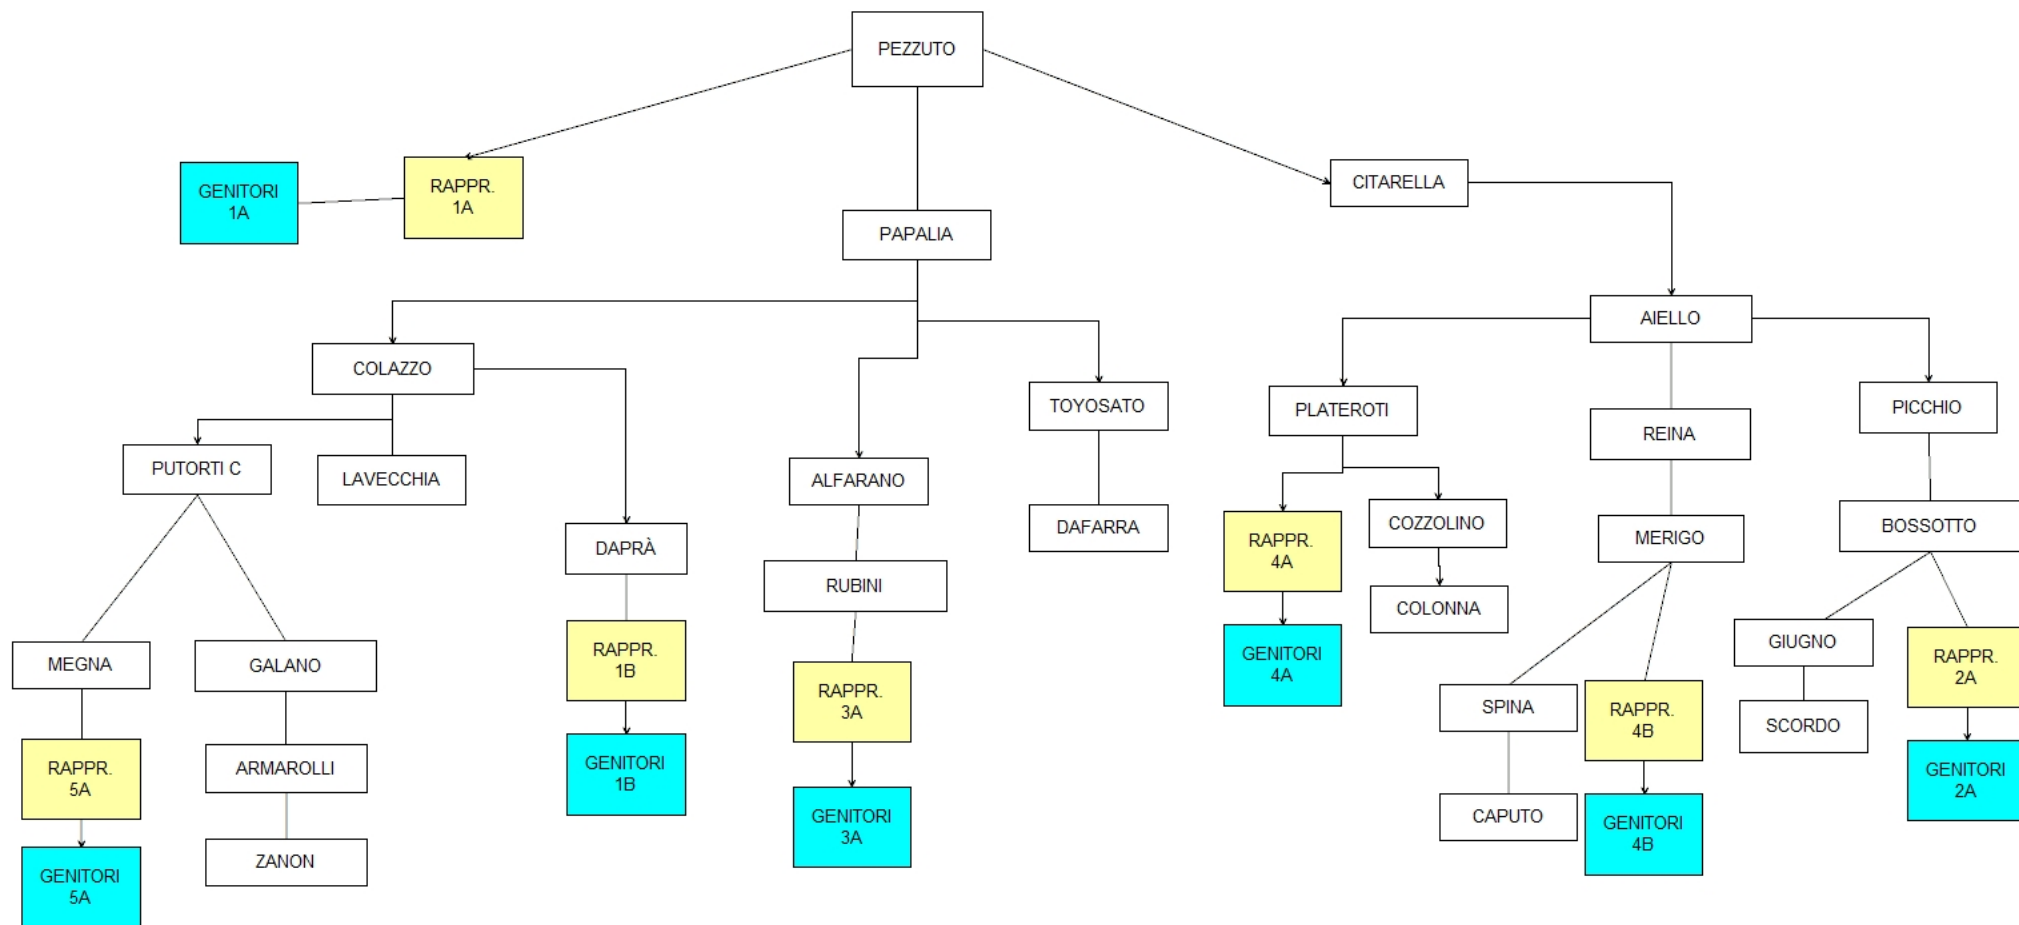 PEZZUTO
GENITORI
1A
RAPPR.
1A
CITARELLA
PAPALIA
AIELLO
COLAZZO
TOYOSATO
PLATEROTI
PICCHIO
REINA
PUTORTI C
LAVECCHIA
ALFARANO
DAFARRA
COZZOLINO
BOSSOTTO
MERIGO
DAPRÀ
RAPPR.
4A
RUBINI
COLONNA
GIUGNO
RAPPR.
2A
MEGNA
GALANO
RAPPR.
1B
GENITORI
4A
RAPPR.
3A
SPINA
RAPPR.
4B
SCORDO
RAPPR.
5A
ARMAROLLI
GENITORI
1B
GENITORI
2A
GENITORI
3A
CAPUTO
GENITORI
4B
ZANON
GENITORI
5A